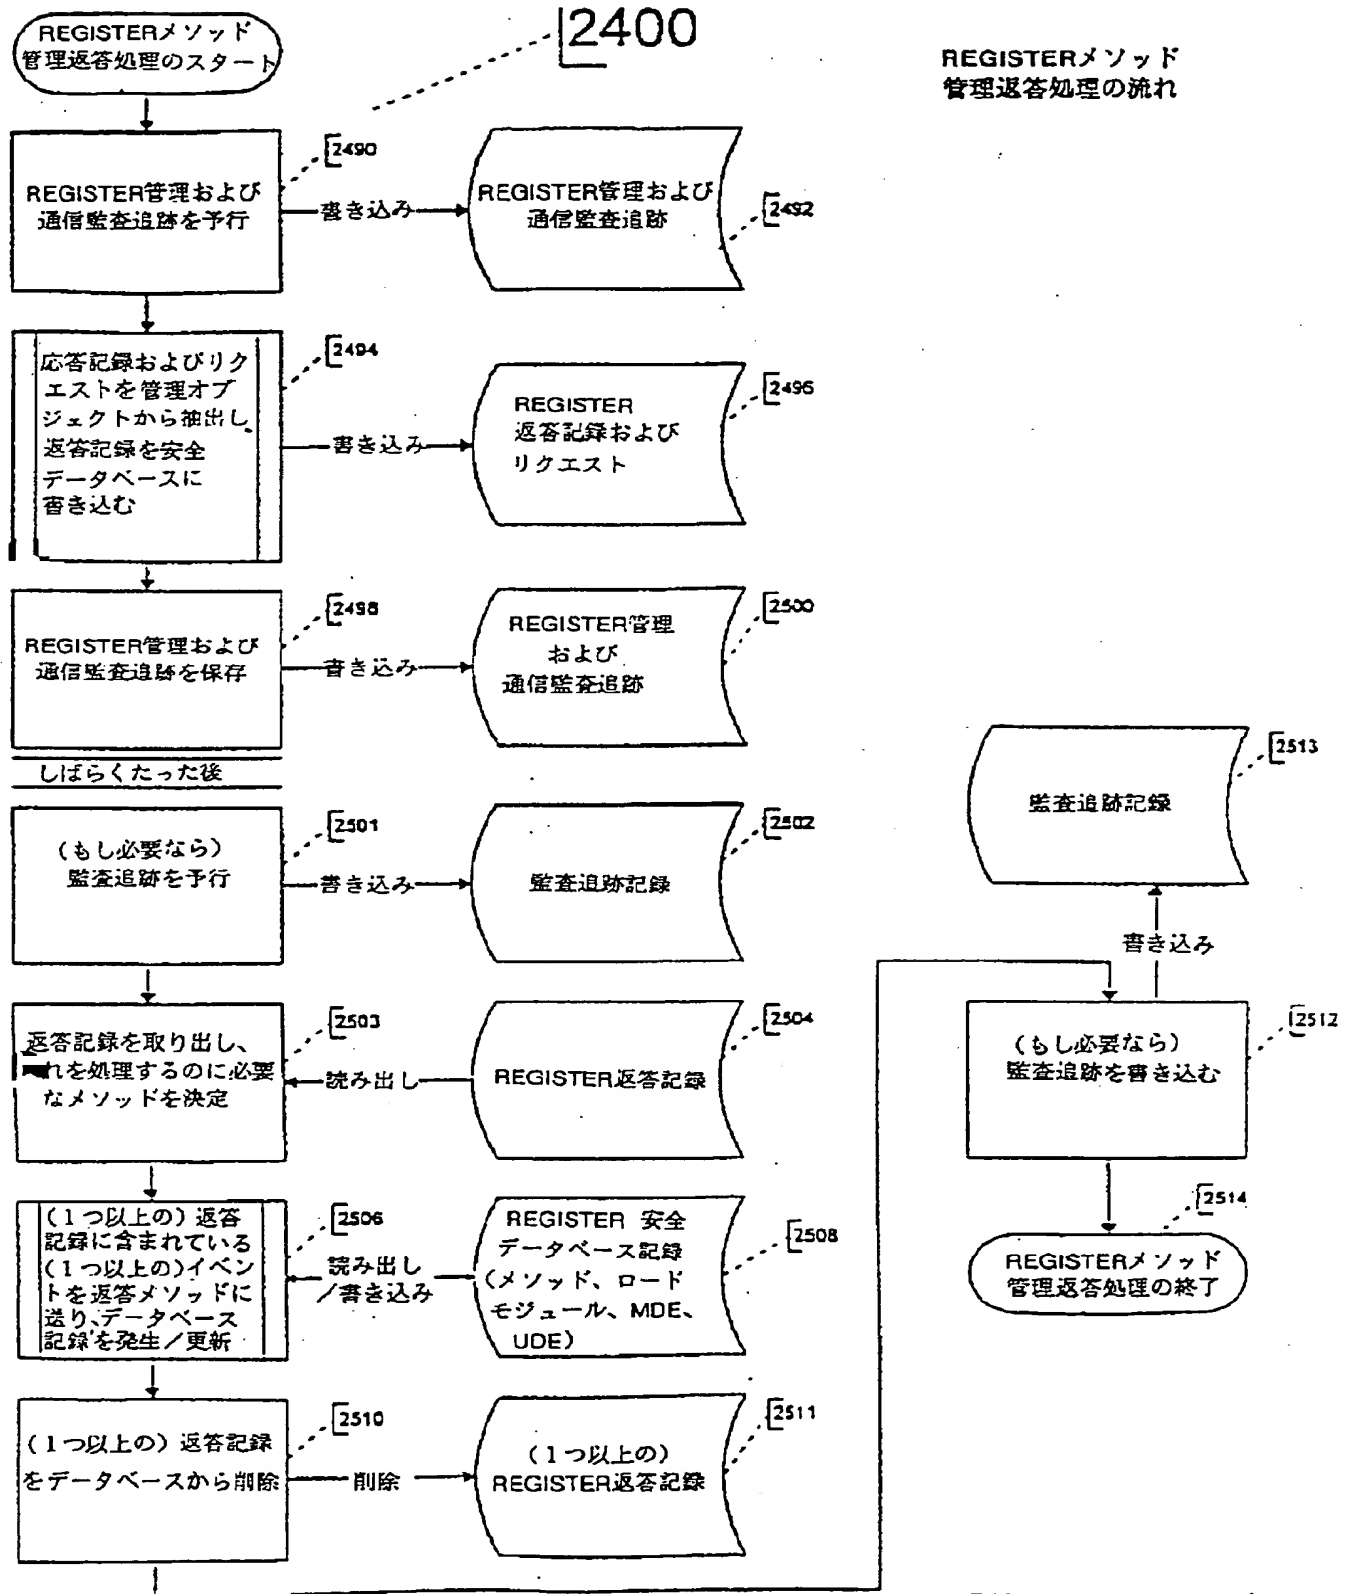 REGISTERメソッド
管理返答処理のスタート
2400
REGISTERメソッド
管理返答処理の流れ
REGISTER管理および
通信監査追跡を予行
2490
書き込み
REGISTER管理および
通信監査追跡
2492
応答記録およびリク
エストを管理オブ
ジェクトから抽出し、
返答記録を安全
データベースに
書き込む
2494
書き込み
REGISTER
返答記録および
リクエスト
2496
REGISTER管理および
通信監査追跡を保存
2498
書き込み
REGISTER管理
および
通信監査追跡
2500
しばらくたった後
(もし必要なら)
監査追跡を予行
2501
書き込み
監査追跡記録
2502
返答記録を取り出し、
れを処理するのに必要
なメソッドを決定
2503
読み出し
REGISTER返答記録
2504
(1つ以上の) 返答
記録に含まれている
(1つ以上の)イベン
トを返答メソッドに
送り、データベース
記録を発生/更新
2506
読み出し
/書き込み
REGISTER 安全
データベース記録
(メソッド、ロード
モジュール、MDE、
UDE)
2508
(1つ以上の) 返答記録
をデータベースから削除
2510
削除
(1つ以上の)
REGISTER返答記録
2511
監査追跡記録
2513
書き込み
(もし必要なら)
監査追跡を書き込む
2512
2514
REGISTERメソッド
管理返答処理の終了